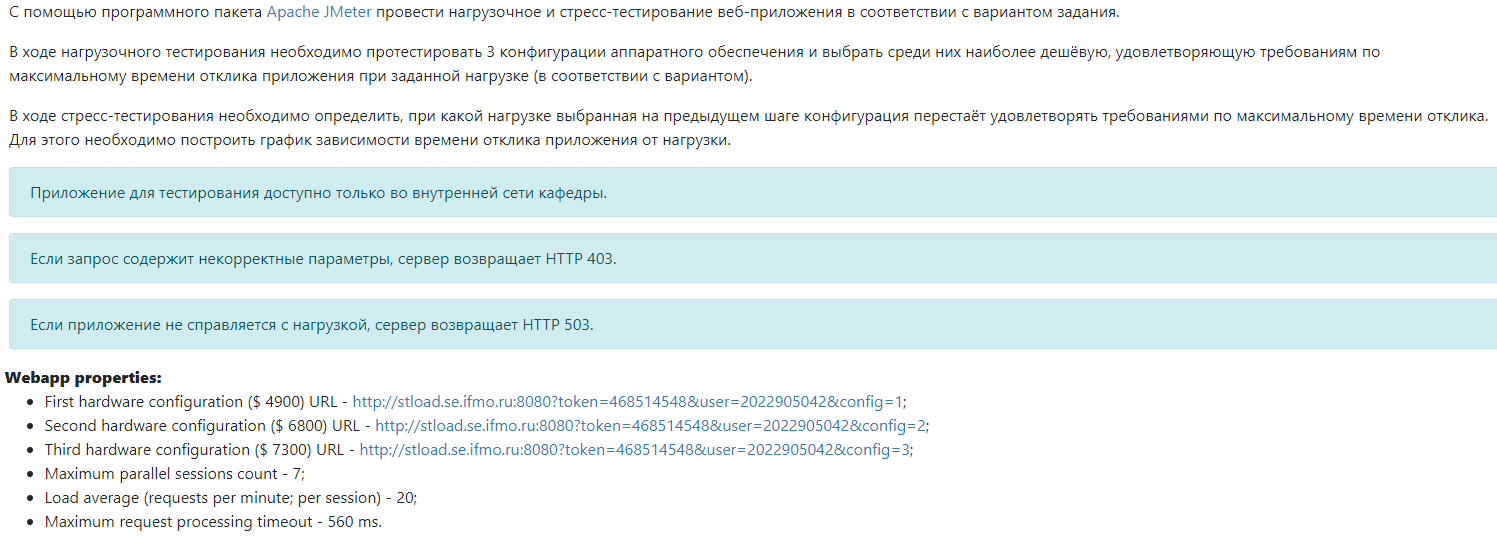 С помощью программного пакета Apache JMeter провести нагрузочное и стресс-тестирование веб-приложения в соответствии с вариантом задания.
В ходе нагрузочного тестирования необходимо протестировать 3 конфигурации аппаратного обеспечения и выбрать среди них наиболее дешёвую, удовлетворяющую требованиям по
максимальному времени отклика приложения при заданной нагрузке (в соответствии с вариантом).
В ходе стресс-тестирования необходимо определить, при какой нагрузке выбранная на предыдущем шаге конфигурация перестаёт удовлетворять требованиями по максимальному времени отклика.
Для этого необходимо построить график зависимости времени отклика приложения от нагрузки.
Приложение для тестирования доступно только во внутренней сети кафедры.
Если запрос содержит некорректные параметры, сервер возвращает HTTP 403.
Если приложение не справляется с нагрузкой, сервер возвращает HTTP 503.
Webapp properties:
• First hardware configuration ($ 4900) URL - http://stload.se.ifmo.ru:8080?token=468514548&user=2022905042&config=1;
• Second hardware configuration ($ 6800) URL - http://stload.se.ifmo.ru:8080?token=468514548&user=2022905042&config=2;
• Third hardware configuration ($ 7300) URL - http://stload.se.ifmo.ru:8080?token=468514548&user=2022905042&config=3;
• Maximum parallel sessions count - 7;
• Load average (requests per minute; per session) - 20;
• Maximum request processing timeout - 560 ms.